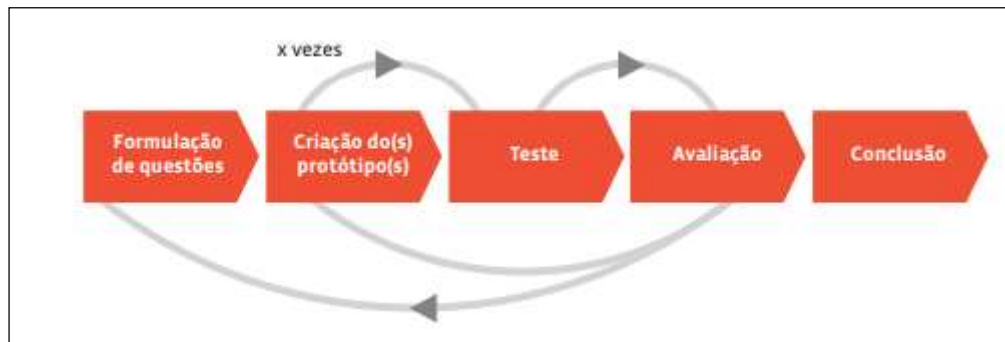 x vezes
Formulação
de questões
Criação do(s)
protótipo(s)
Teste
Avaliação
Conclusão